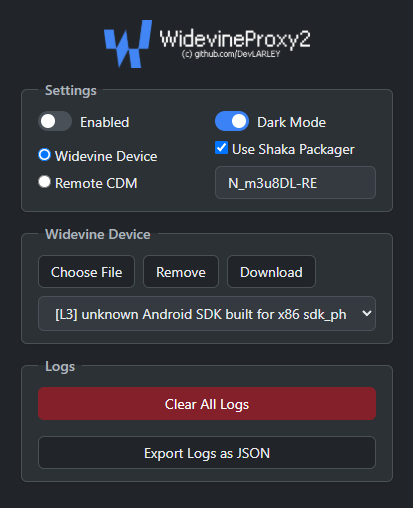 WidevineProxy2
(c) github.com/DevLARLEY
Settings
Enabled
Dark Mode
Widevine Device
Use Shaka Packager
Remote CDM
N_m3u8DL-RE
Widevine Device
Choose File
Remove
Download
[L3] unknown Android SDK built for x86 sdk_ph
Logs
Clear All Logs
Export Logs as JSON